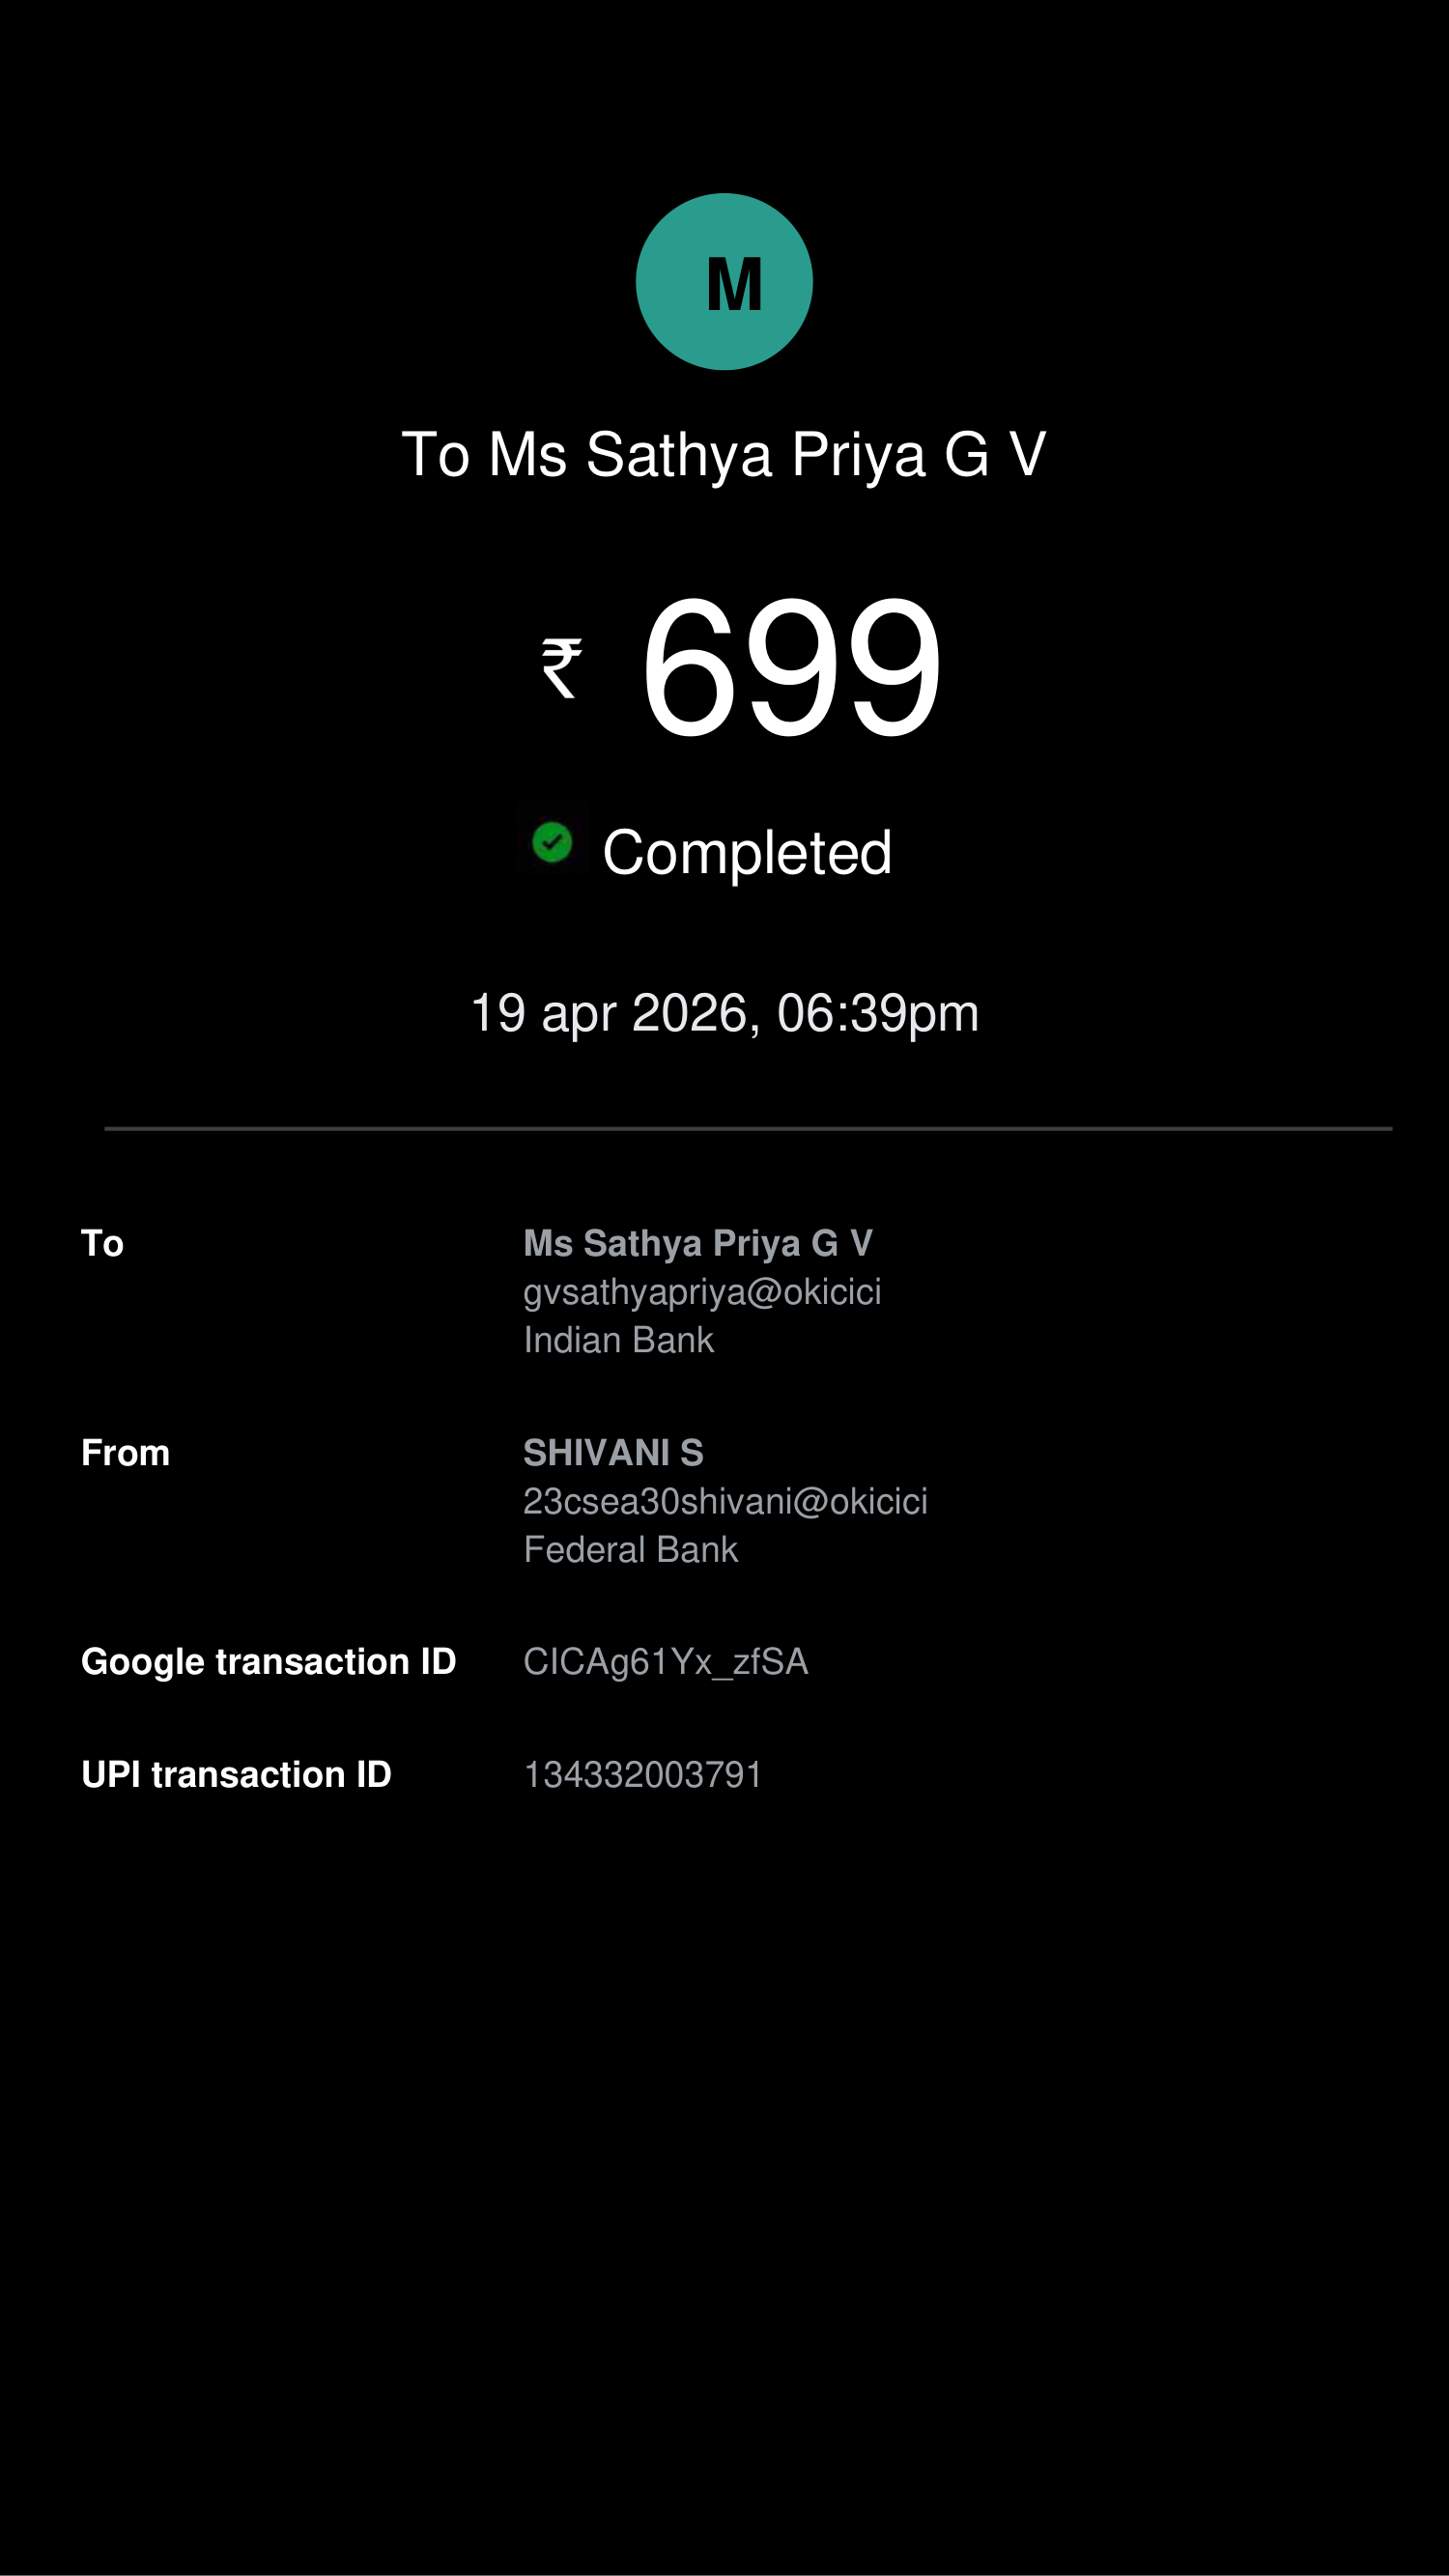 M
To Ms Sathya Priya G V
₹ 699
Completed
19 apr 2026, 06:39pm
To
Ms Sathya Priya G V
gvsathyapriya@okicici
Indian Bank
From
SHIVANI S
23csea30shivani@okicici
Federal Bank
Google transaction ID
CICAg61Yx_zfSA
UPI transaction ID
134332003791